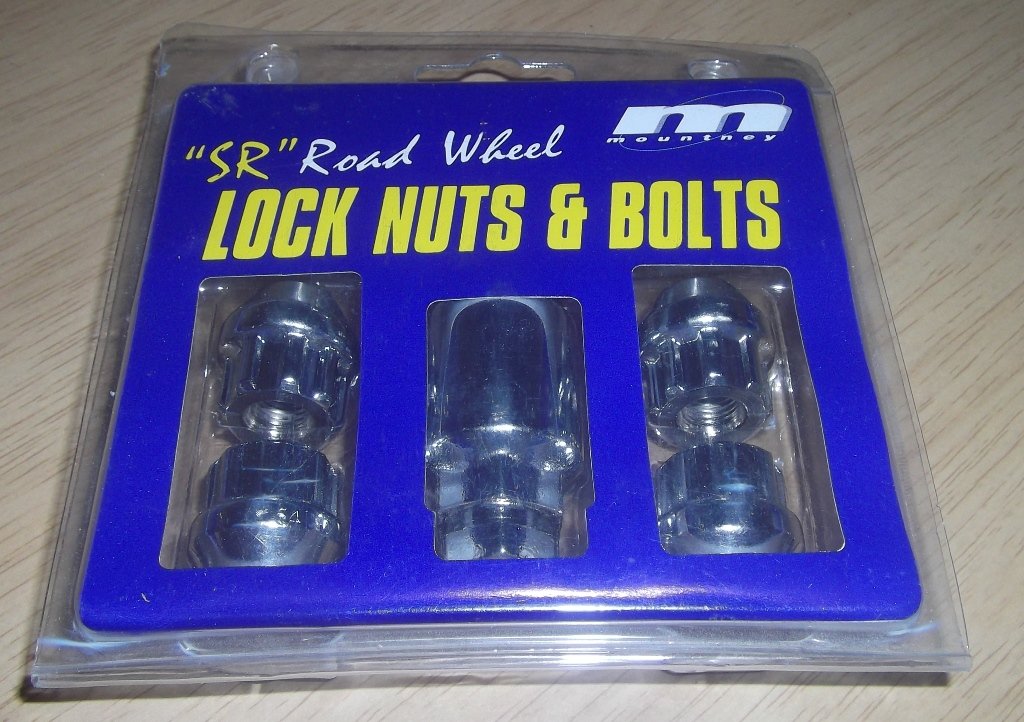 m
mountney
"SR" Road Wheel
LOCK NUTS & BOLTS